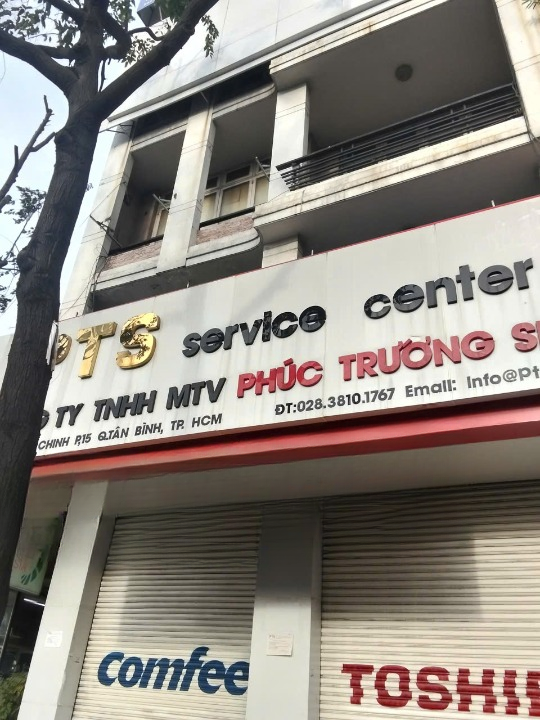 PTS service center
TY TNHH MTV PHÚC TRƯỜNG
CHINH P,15 Q.TÂN BÌNH, TP. HCM
ĐT:028.3810.1767 Email: Info@Pt
comfee
TOSHI